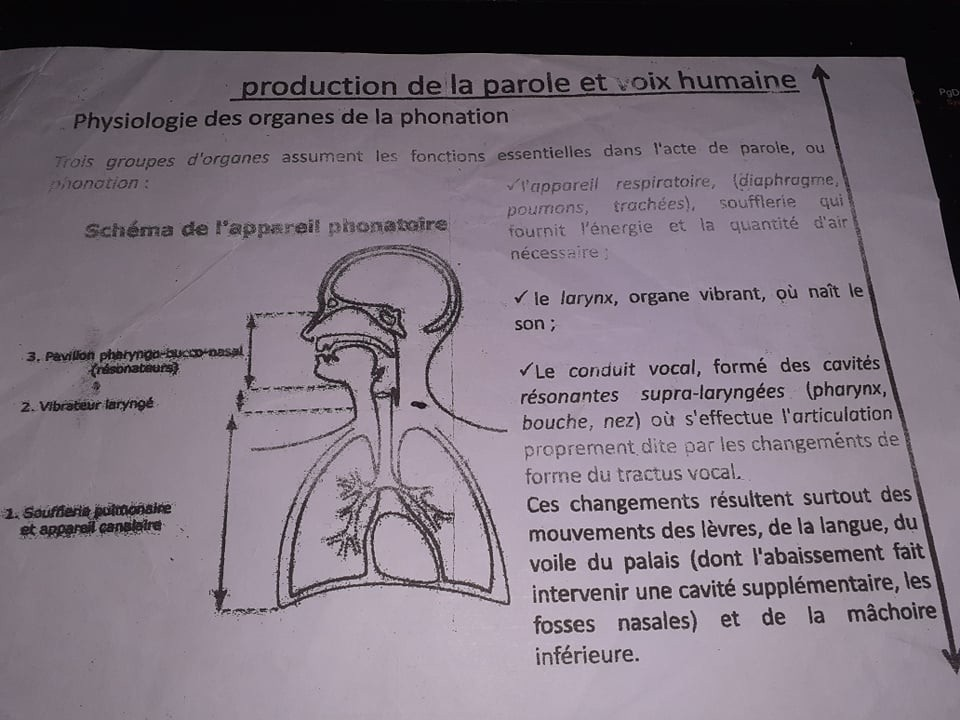 production de la parole et voix humaine
Physiologie des organes de la phonation
Trois groupes d'organes assument les fonctions essentielles dans l'acte de parole, ou
phonation :
✓l'appareil respiratoire, (diaphragme,
poumons, trachées), soufflerie qui
fournit l'énergie et la quantité d'air
nécessaire ;
Schéma de l'appareil phonatoire
✓ le larynx, organe vibrant, où naît le
son ;
3. Pavillon pharyngo-bucco-nasal
(résonateurs)
2. Vibrateur laryngé
1. Soufflerie pulmonaire
et appareil canalaire
✓Le conduit vocal, formé des cavités
résonantes supra-laryngées (pharynx,
bouche, nez) où s'effectue l'articulation
proprement dite par les changements de
forme du tractus vocal.
Ces changements résultent surtout des
mouvements des lèvres, de la langue, du
voile du palais (dont l'abaissement fait
intervenir une cavité supplémentaire, les
fosses nasales) et de la mâchoire
inférieure.
PgD